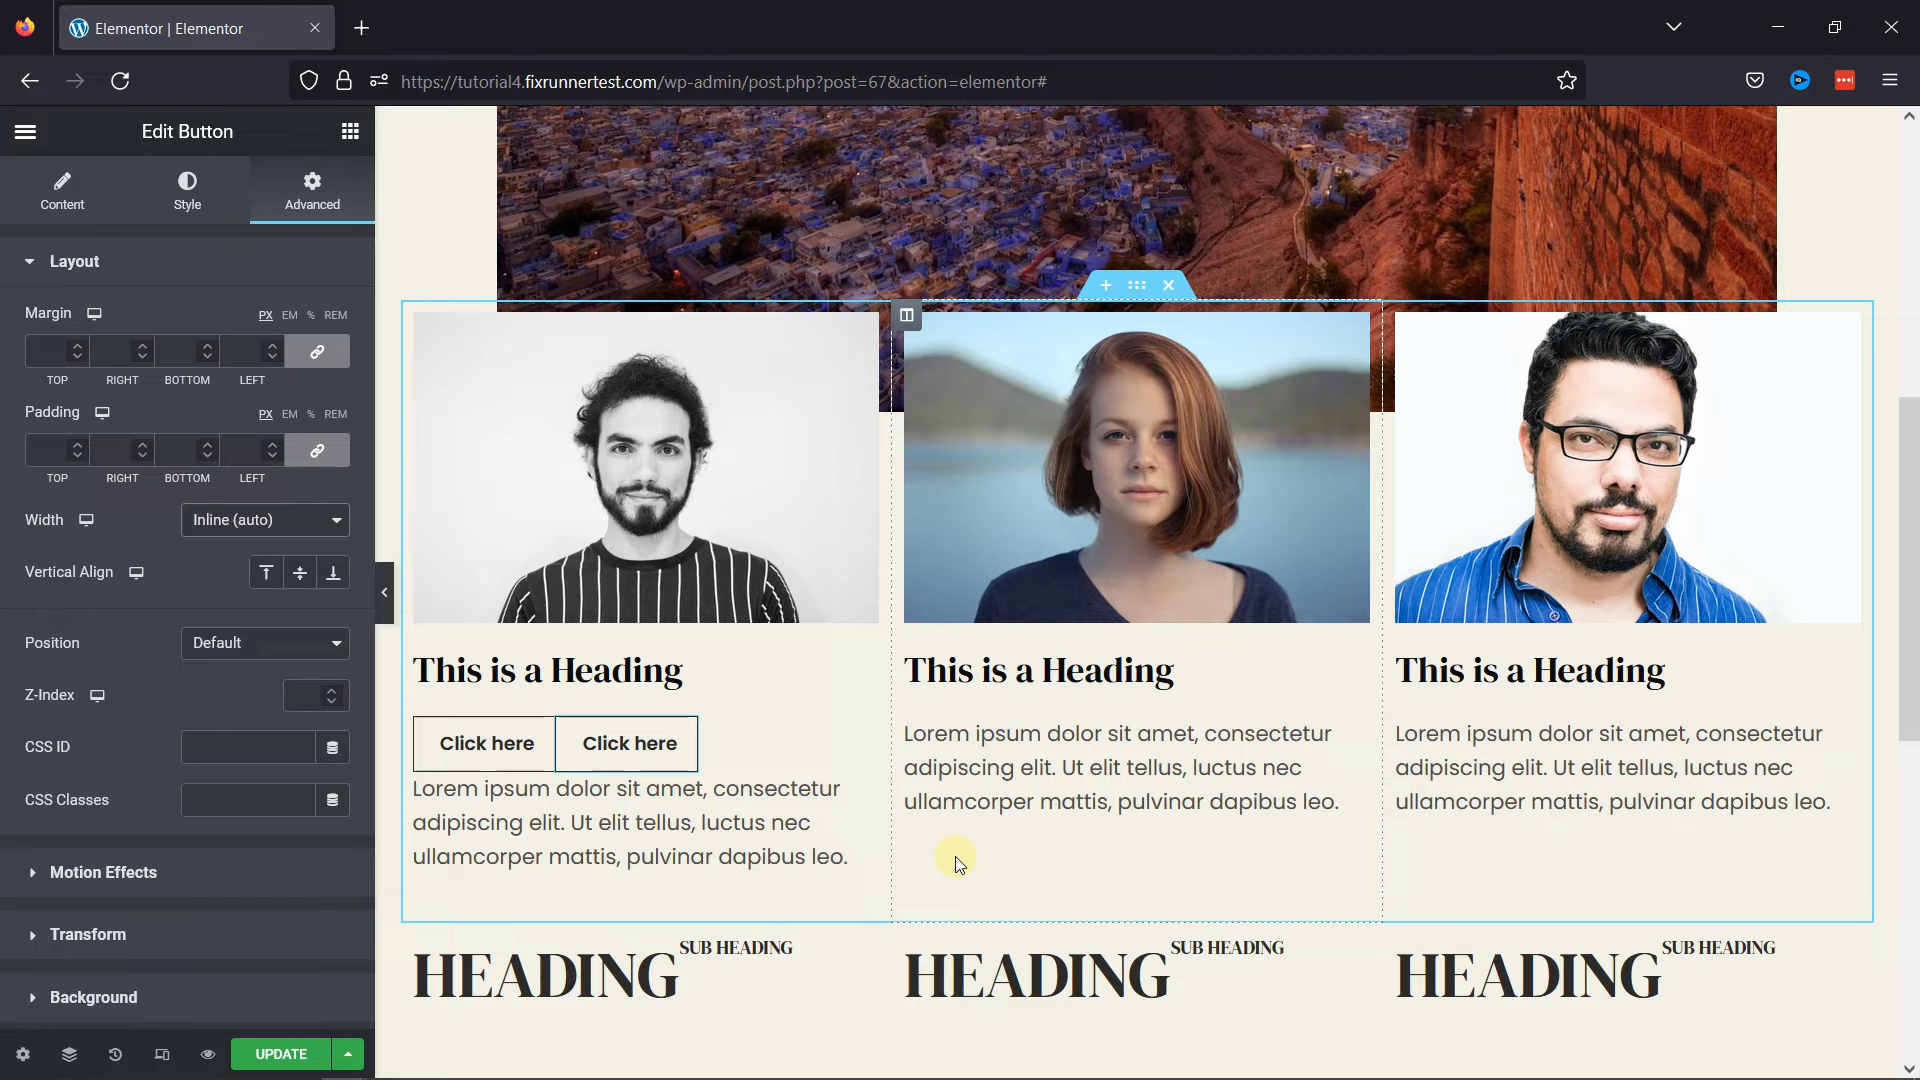 Elementor | Elementor
https://tutorial4.fixrunnertest.com/wp-admin/post.php?post=67&action=elementor#
Edit Button
Content
Style
Advanced
Layout
Margin
PX EM % REM
TOP RIGHT BOTTOM LEFT
Padding
PX EM % REM
TOP RIGHT BOTTOM LEFT
Width
Inline (auto)
Vertical Align
Position
Default
Z-Index
CSS ID
CSS Classes
Motion Effects
Transform
Background
UPDATE
This is a Heading
Click here
Click here
Lorem ipsum dolor sit amet, consectetur
adipiscing elit. Ut elit tellus, luctus nec
ullamcorper mattis, pulvinar dapibus leo.
This is a Heading
Lorem ipsum dolor sit amet, consectetur
adipiscing elit. Ut elit tellus, luctus nec
ullamcorper mattis, pulvinar dapibus leo.
This is a Heading
Lorem ipsum dolor sit amet, consectetur
adipiscing elit. Ut elit tellus, luctus nec
ullamcorper mattis, pulvinar dapibus leo.
HEADING SUB HEADING
HEADING SUB HEADING
HEADING SUB HEADING